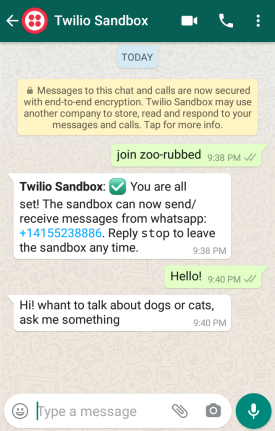 Twilio Sandbox
TODAY
Messages to this chat and calls are now secured
with end-to-end encryption. Twilio Sandbox may use
another company to store, read and respond to your
messages and calls. Tap for more info.
join zoo-rubbed 9:38 PM
Twilio Sandbox: ✅ You are all
set! The sandbox can now send/
receive messages from whatsapp:
+14155238886. Reply stop to leave
the sandbox any time.
9:38 PM
Hello! 9:40 PM
Hi! whant to talk about dogs or cats,
ask me something
9:40 PM
Type a message